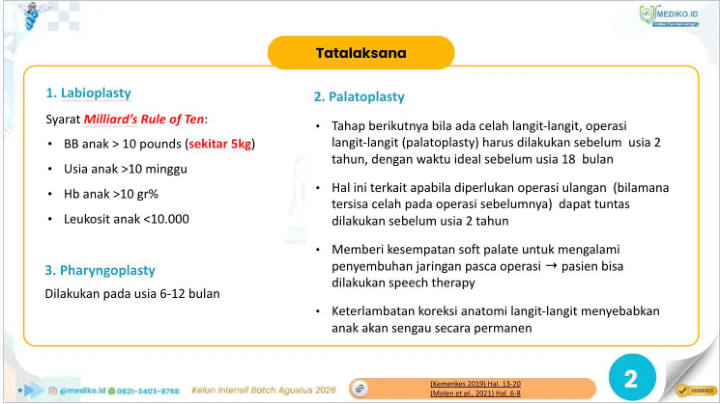 MEDIKO.ID
Tatalaksana
1. Labioplasty
Syarat Milliard's Rule of Ten:
• BB anak > 10 pounds (sekitar 5kg)
• Usia anak >10 minggu
• Hb anak >10 gr%
• Leukosit anak <10.000
3. Pharyngoplasty
Dilakukan pada usia 6-12 bulan
2. Palatoplasty
• Tahap berikutnya bila ada celah langit-langit, operasi
langit-langit (palatoplasty) harus dilakukan sebelum usia 2
tahun, dengan waktu ideal sebelum usia 18 bulan
• Hal ini terkait apabila diperlukan operasi ulangan (bilamana
tersisa celah pada operasi sebelumnya) dapat tuntas
dilakukan sebelum usia 2 tahun
• Memberi kesempatan soft palate untuk mengalami
penyembuhan jaringan pasca operasi → pasien bisa
dilakukan speech therapy
• Keterlambatan koreksi anatomi langit-langit menyebabkan
anak akan sengau secara permanen
@mediko.id 0821-3403-8768 Kelon Intensif Batch Agustus 2026
(Kemenkes 2019) Hal. 13-20
(Molen et al., 2021) Hal. 6-8
2
VERIFIED